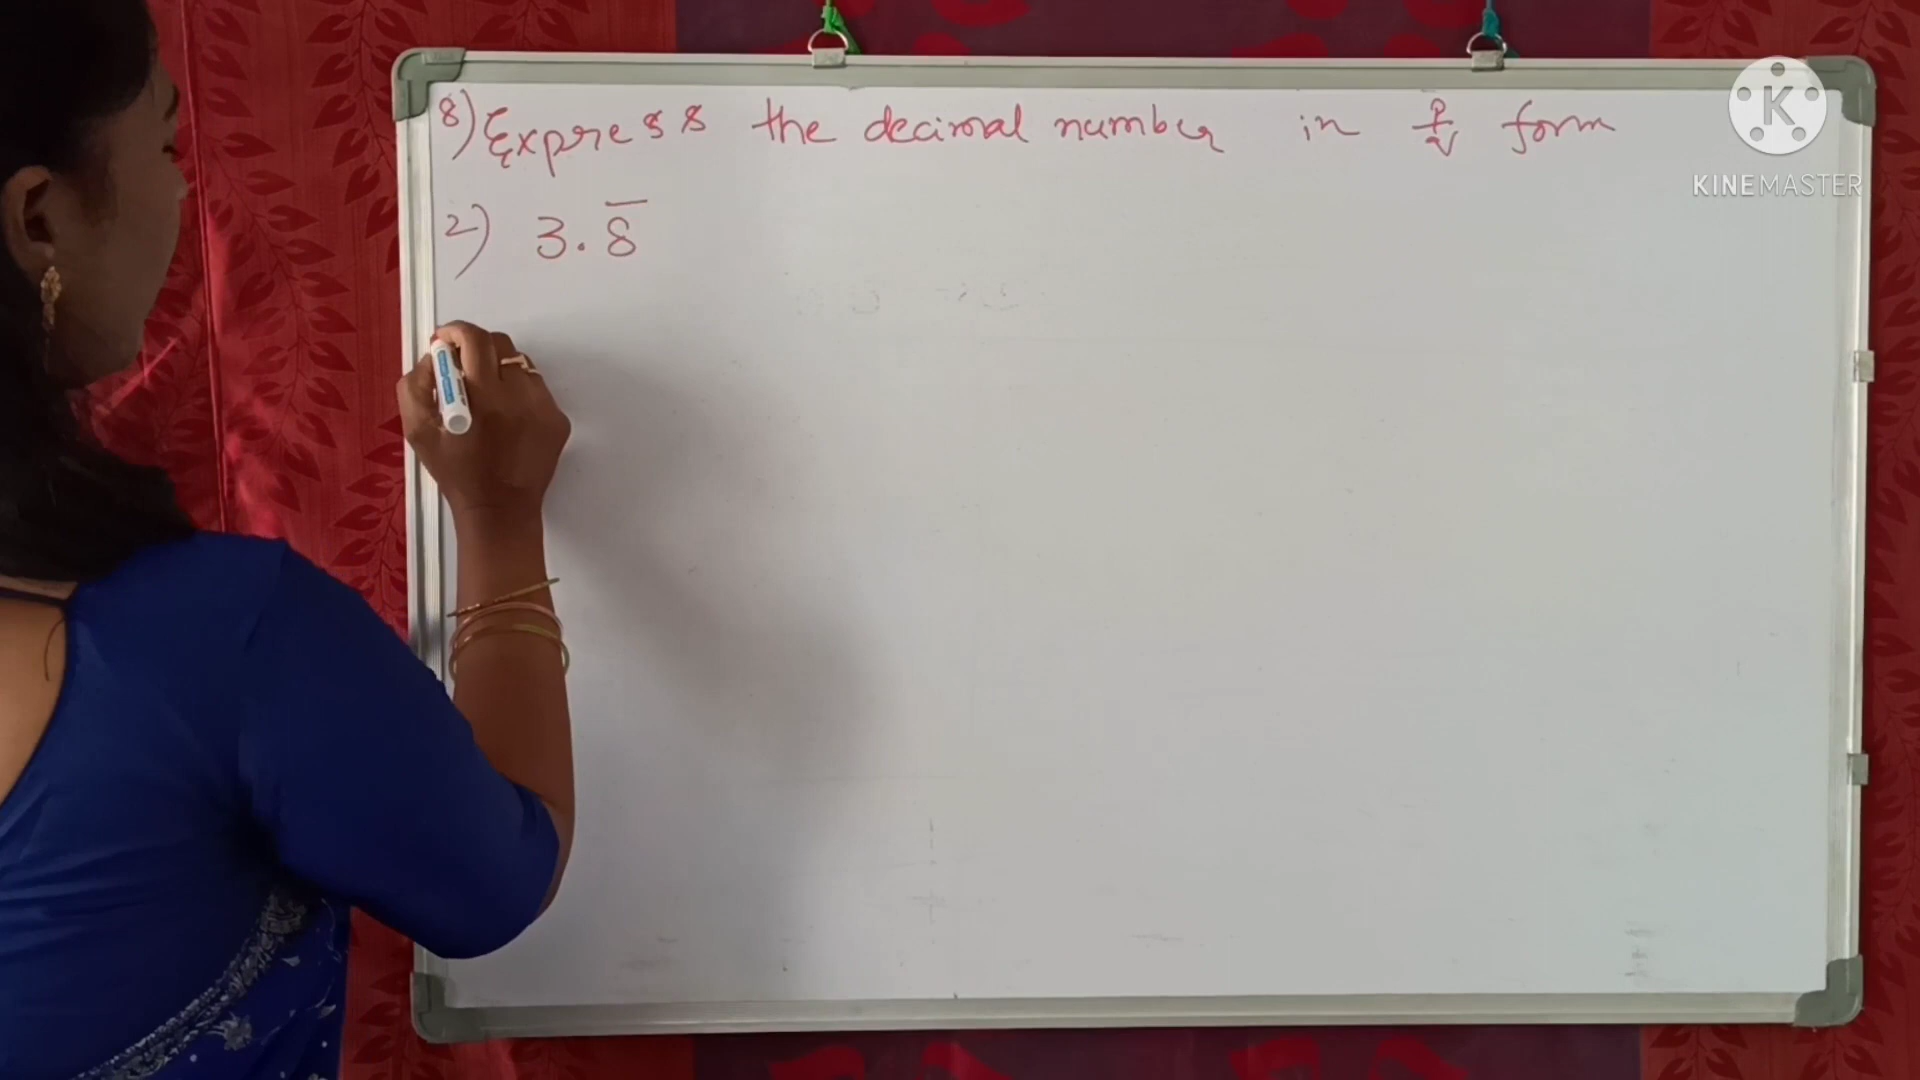 8) Express the decimal number in p/q form
2) 3.8̅
K
KINEMASTER